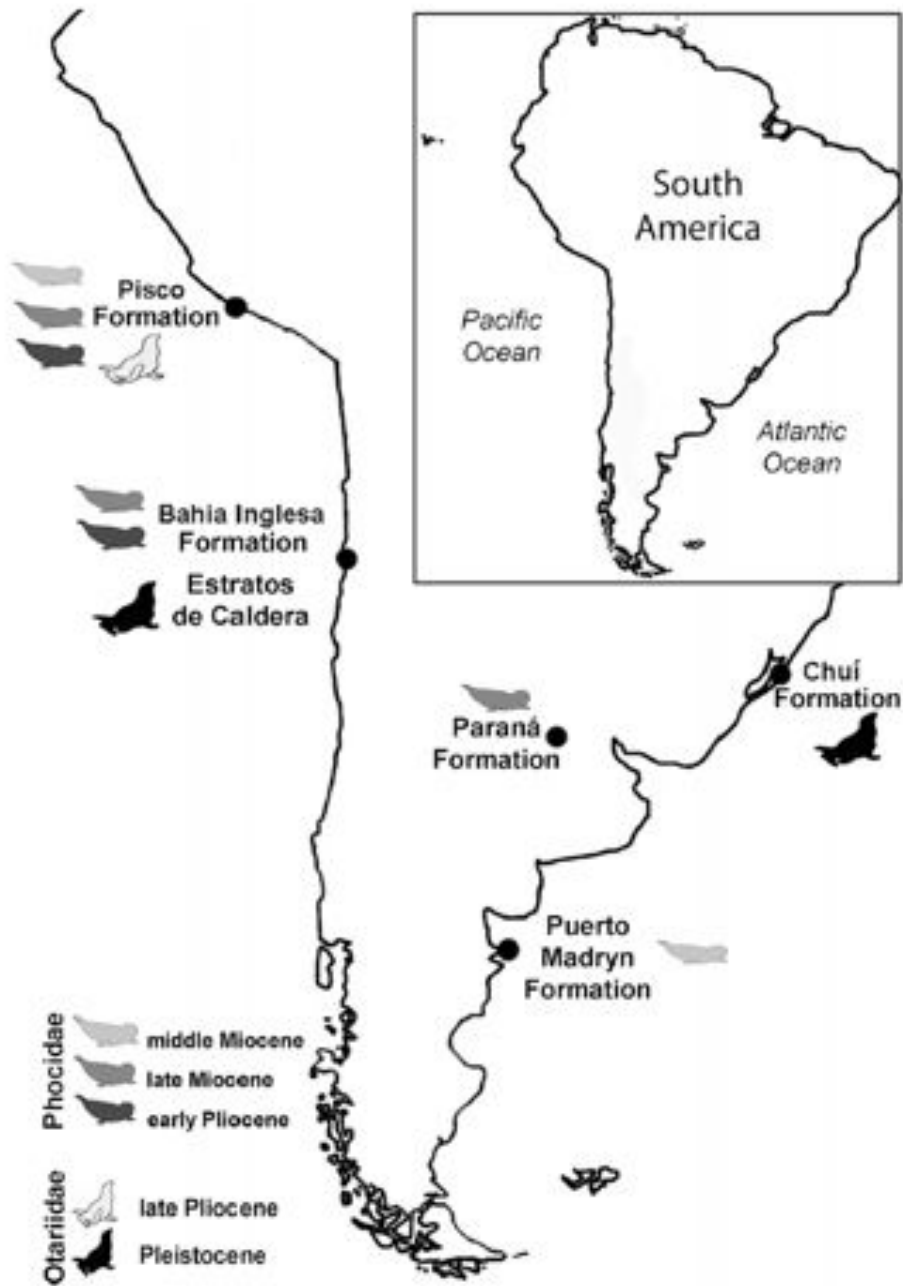 South
America
Pacific
Ocean
Atlantic
Ocean
Pisco
Formation
Bahia Inglesa
Formation
Estratos
de Caldera
Chuí
Formation
Paraná
Formation
Puerto
Madryn
Formation
Phocidae
middle Miocene
late Miocene
early Pliocene
Otariidae
late Pliocene
Pleistocene